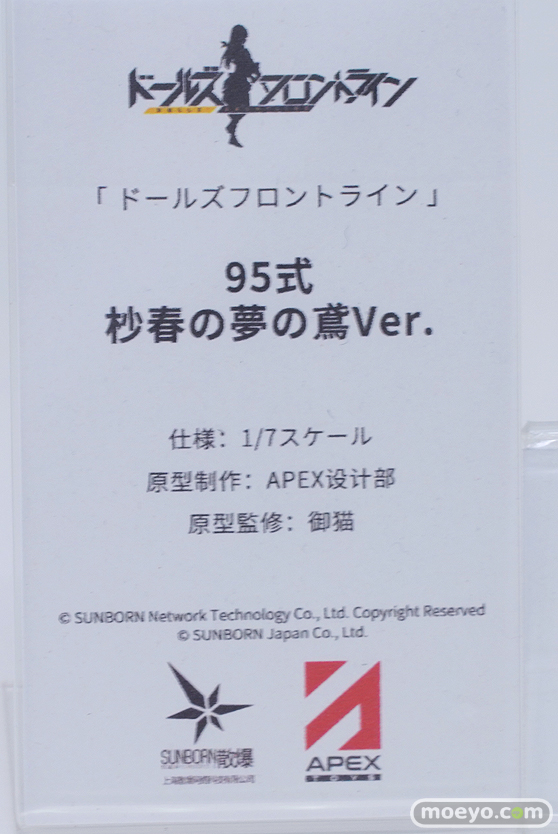 ドールズフロントライン
「ドールズフロントライン」
95式
杪春の夢の鳶Ver.
仕様：1/7スケール
原型制作：APEX设计部
原型監修：御猫
© SUNBORN Network Technology Co., Ltd. Copyright Reserved
© SUNBORN Japan Co., Ltd.
SUNBORN散爆
APEX
TOYS
moeyo.com